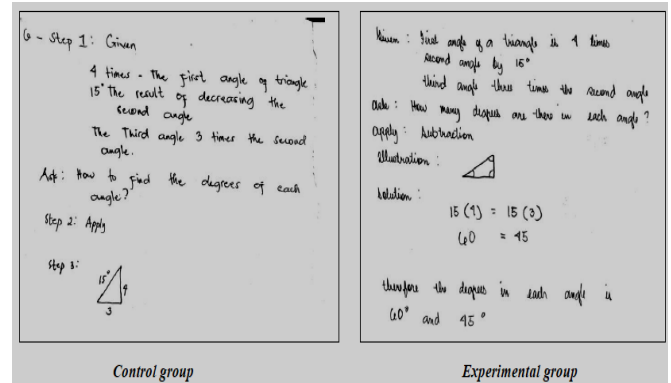 6 - Step 1: Given
4 times - The first angle of triangle
15° The result of decreasing the
second angle
The Third angle 3 times the second
angle.
Ask: How to find the degrees of each
angle?
Step 2: Apply
Step 3:
15°
4
3
Control group
Given: First angle of a triangle is 4 times
second angle by 15°
third angle three times the second angle
ask: How many degrees are there in each angle?
apply: Subtraction
Illustration:
Solution:
15 (4) = 15 (3)
60 = 45
therefore the degrees in each angle is
60° and 45°
Experimental group